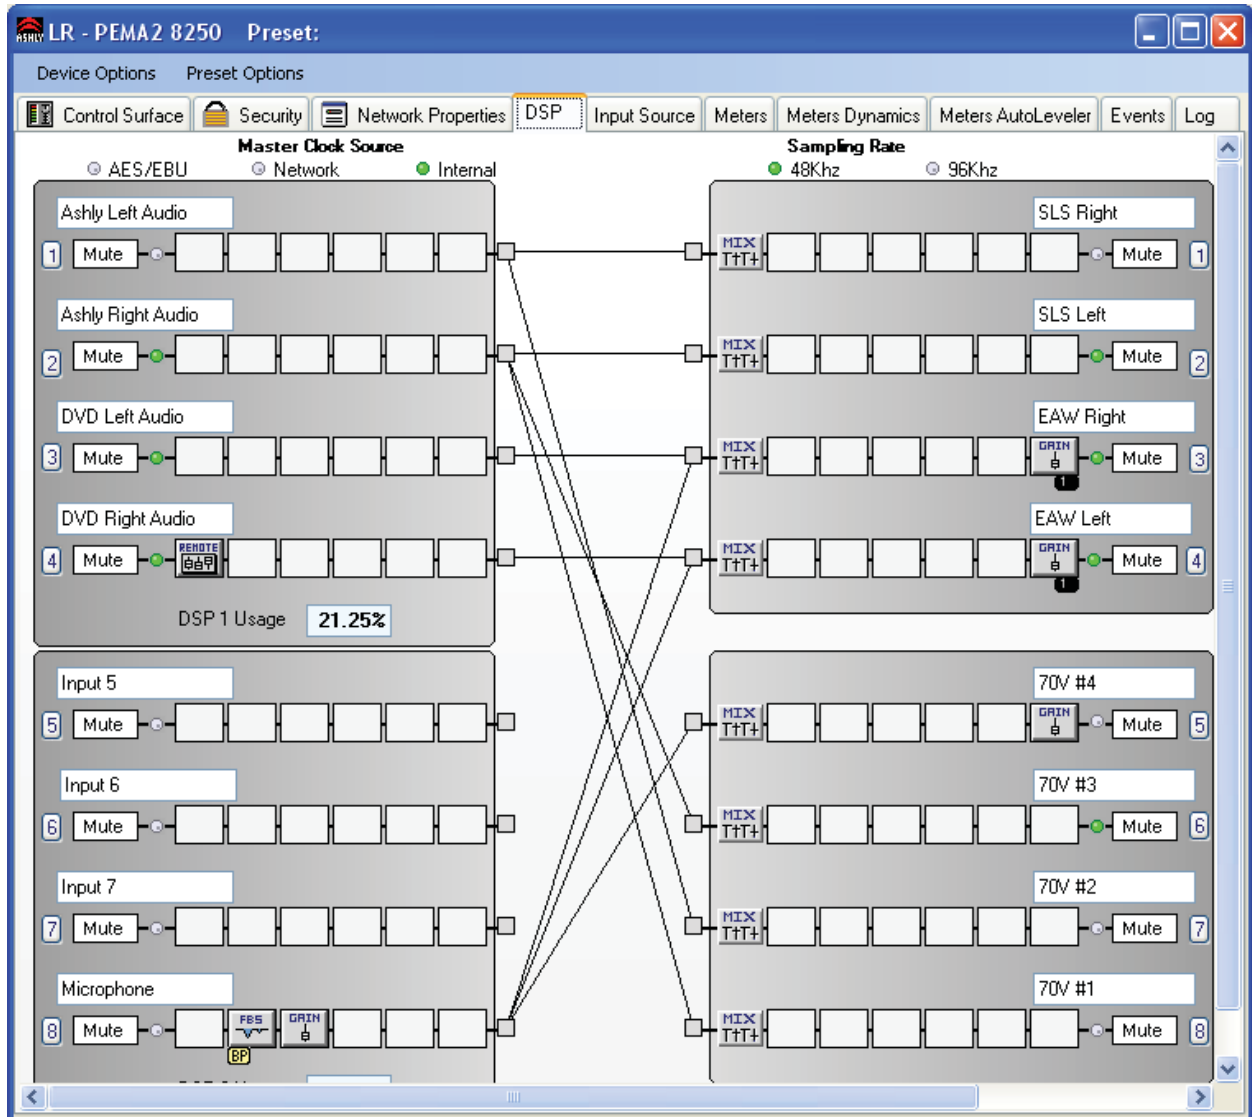 ASHLY LR - PEMA2 8250 Preset:
Device Options Preset Options
Control Surface Security Network Properties DSP Input Source Meters Meters Dynamics Meters AutoLeveler Events Log
Master Clock Source Sampling Rate
AES/EBU Network Internal 48Khz 96Khz
Ashly Left Audio SLS Right
1 Mute MIX Mute 1
Ashly Right Audio SLS Left
2 Mute MIX Mute 2
DVD Left Audio EAW Right
3 Mute MIX GAIN Mute 3
1
DVD Right Audio EAW Left
4 Mute REMOTE MIX GAIN Mute 4
1
DSP 1 Usage 21.25%
Input 5 70V #4
5 Mute MIX GAIN Mute 5
Input 6 70V #3
6 Mute MIX Mute 6
Input 7 70V #2
7 Mute MIX Mute 7
Microphone 70V #1
8 Mute FBS GAIN MIX Mute 8
BP